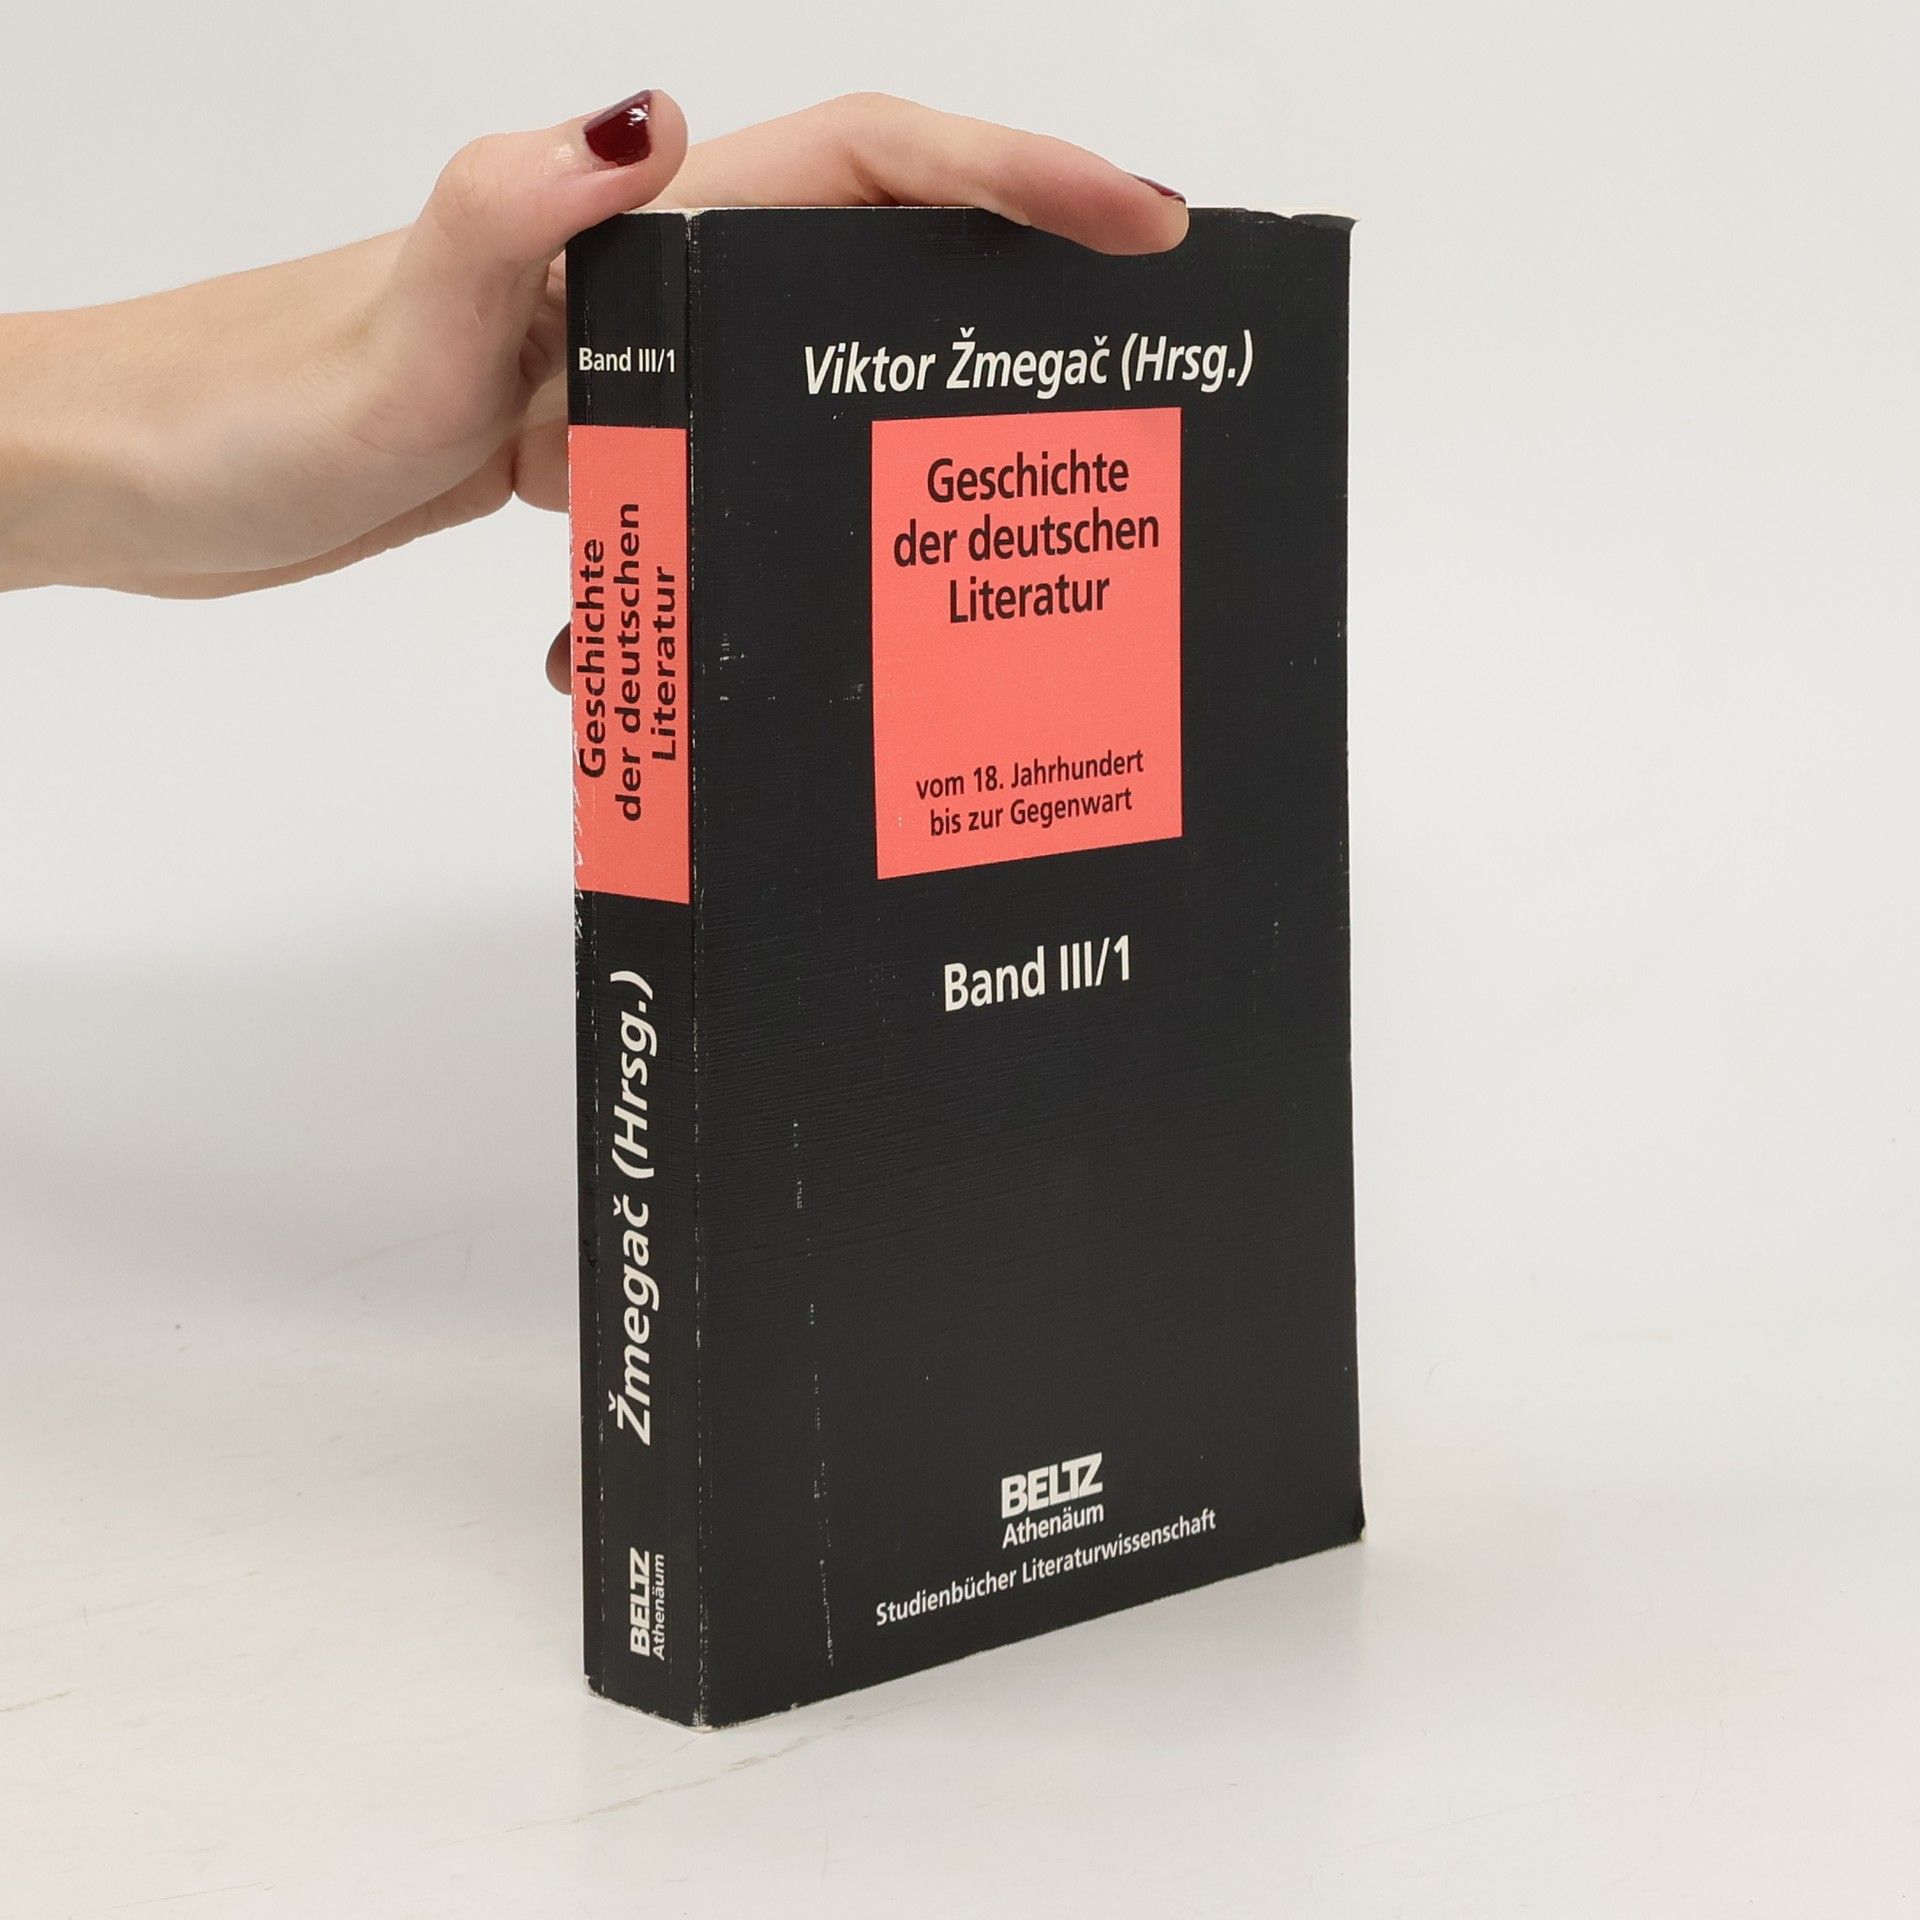 Band III/1
Geschichte
der deutschen
Literatur
Žmegač (Hrsg.)
BELTZ
Athenäum
Viktor Žmegač (Hrsg.)
Geschichte
der deutschen
Literatur
vom 18. Jahrhundert
bis zur Gegenwart
Band III/1
BELTZ
Athenäum
Studienbücher Literaturwissenschaft